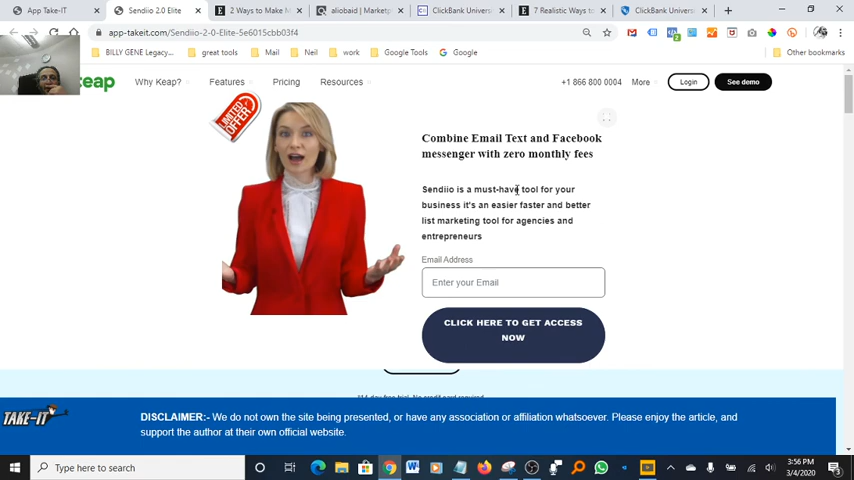 App Take-IT
Sendiio 2.0 Elite
2 Ways to Make M
aliobaid | Marketp
ClickBank Univers
7 Realistic Ways to
ClickBank Univers
app-takeit.com/Sendiio-2-0-Elite-5e6015cbb03f4
BILLY GENE Legacy...
great tools
Mail
Neil
work
Google Tools
Google
Other bookmarks
eap
Why Keap?
Features
Pricing
Resources
+1 866 800 0004
More
Login
See demo
LIMITED
OFFER
Combine Email Text and Facebook
messenger with zero monthly fees
Sendiio is a must-have tool for your
business it's an easier faster and better
list marketing tool for agencies and
entrepreneurs
Email Address
Enter your Email
CLICK HERE TO GET ACCESS
NOW
TAKE-IT
DISCLAIMER:- We do not own the site being presented, or have any association or affiliation whatsoever. Please enjoy the article, and
support the author at their own official website.
Type here to search
3:56 PM
3/4/2020